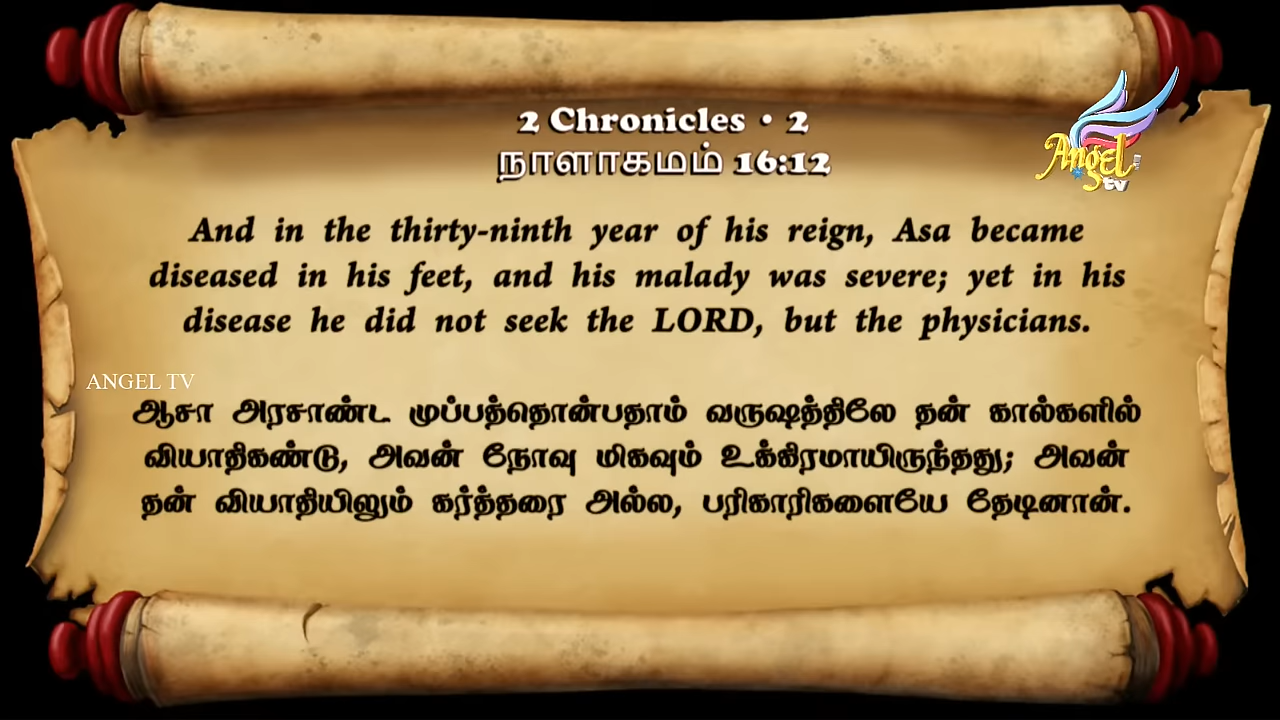 2 Chronicles • 2
நாளாகமம் 16:12
Angel
tv
And in the thirty-ninth year of his reign, Asa became
diseased in his feet, and his malady was severe; yet in his
disease he did not seek the LORD, but the physicians.
ANGEL TV
ஆசா அரசாண்ட முப்பத்தொன்பதாம் வருஷத்திலே தன் கால்களில்
வியாதிகண்டு, அவன் நோவு மிகவும் உக்கிரமாயிருந்தது; அவன்
தன் வியாதியிலும் கர்த்தரை அல்ல, பரிகாரிகளையே தேடினான்.